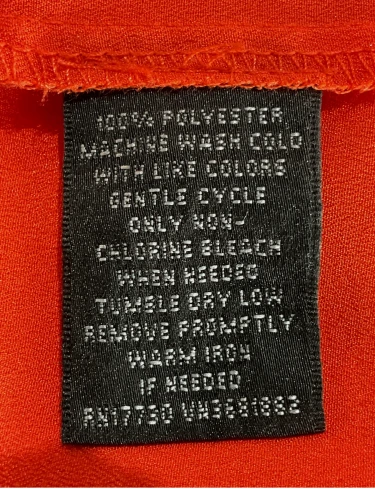 100% POLYESTER
MACHINE WASH COLD
WITH LIKE COLORS
GENTLE CYCLE
ONLY NON-
CHLORINE BLEACH
WHEN NEEDED
TUMBLE DRY LOW
REMOVE PROMPTLY
WARM IRON
IF NEEDED